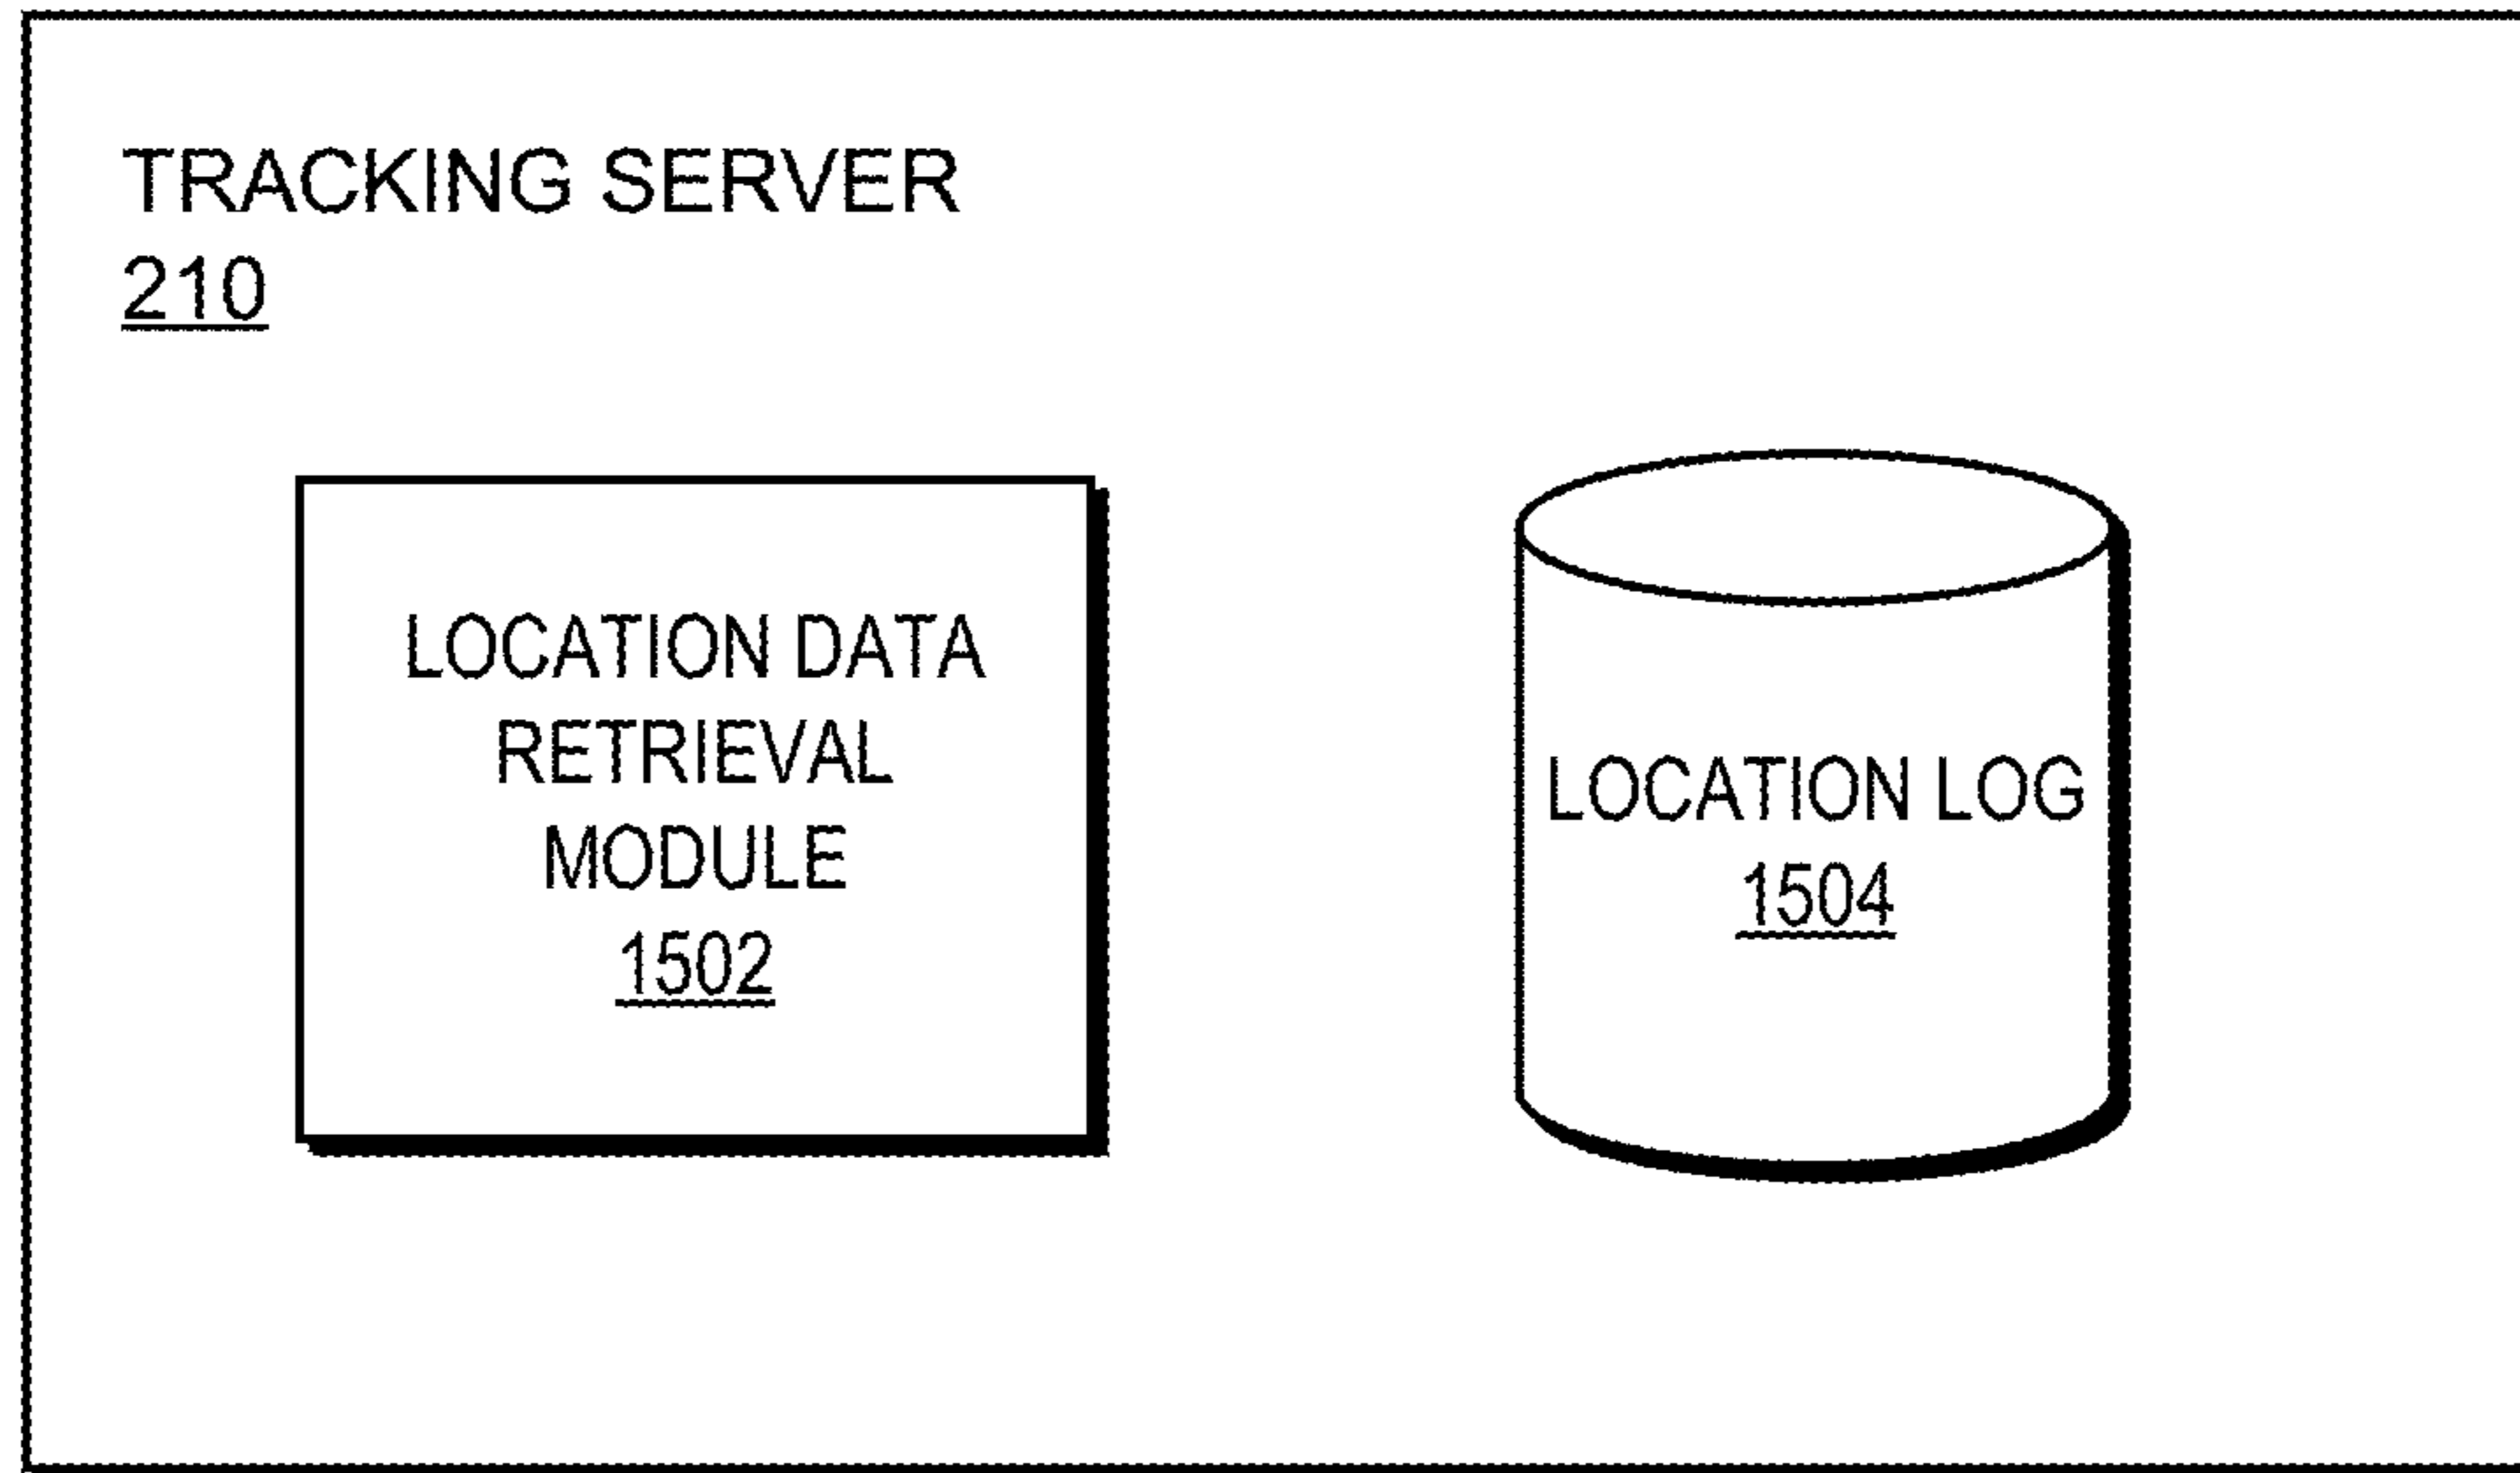 TRACKING SERVER
210
LOCATION DATA
RETRIEVAL
MODULE
1502
LOCATION LOG
1504